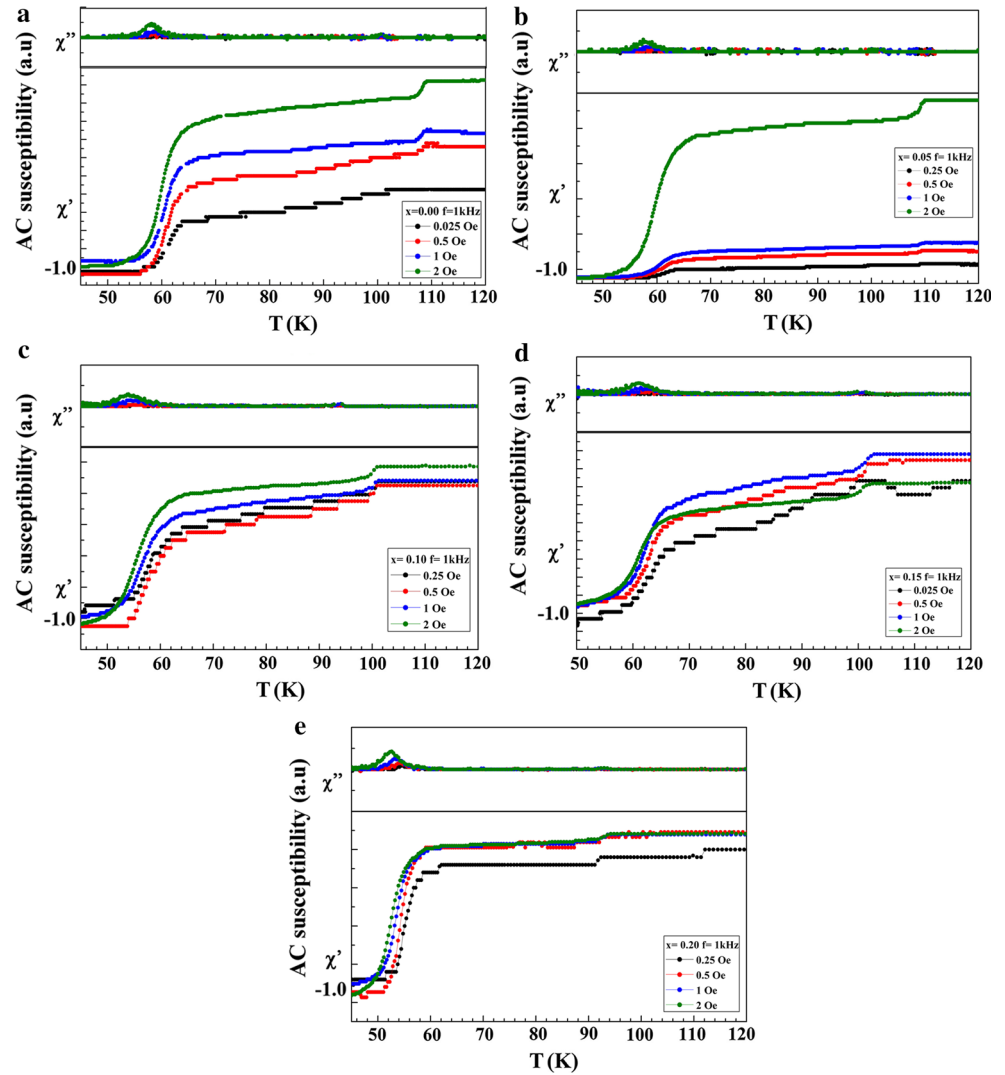 a
AC susceptibility (a.u)
χ’’
χ’
-1.0
x=0.00 f=1kHz
0.025 Oe
0.5 Oe
1 Oe
2 Oe
50 60 70 80 90 100 110 120
T (K)
b
AC susceptibility (a.u)
χ’’
χ’
-1.0
x= 0.05 f= 1kHz
0.25 Oe
0.5 Oe
1 Oe
2 Oe
50 60 70 80 90 100 110 120
T (K)
c
AC susceptibility (a.u)
χ’’
χ’
-1.0
x= 0.10 f= 1kHz
0.25 Oe
0.5 Oe
1 Oe
2 Oe
50 60 70 80 90 100 110 120
T (K)
d
AC susceptibility (a.u)
χ’’
χ’
-1.0
x= 0.15 f= 1kHz
0.025 Oe
0.5 Oe
1 Oe
2 Oe
50 60 70 80 90 100 110 120
T (K)
e
AC susceptibility (a.u)
χ’’
χ’
-1.0
x= 0.20 f= 1kHz
0.25 Oe
0.5 Oe
1 Oe
2 Oe
50 60 70 80 90 100 110 120
T (K)